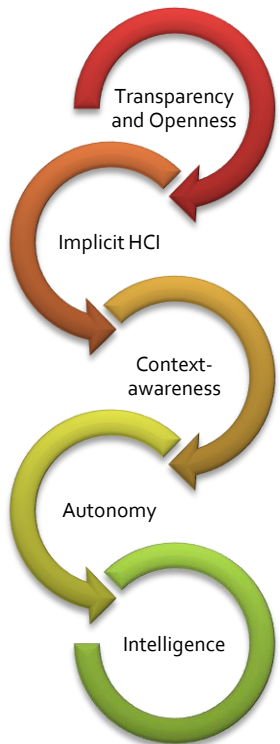 Transparency
and Openness
Implicit HCI
Context-
awareness
Autonomy
Intelligence